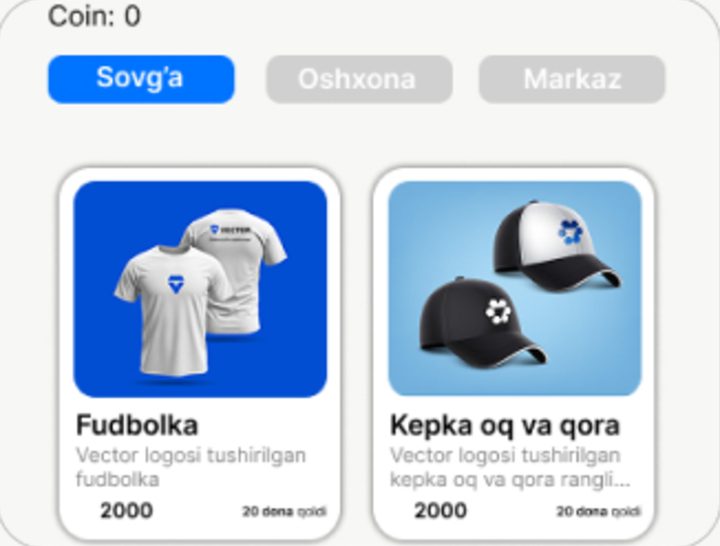 Coin: 0
Sovg'a Oshxona Markaz
VECTOR
Fudbolka
Vector logosi tushirilgan
fudbolka
2000 20 dona qoldi
Kepka oq va qora
Vector logosi tushirilgan
kepka oq va qora rangli...
2000 20 dona qoldi